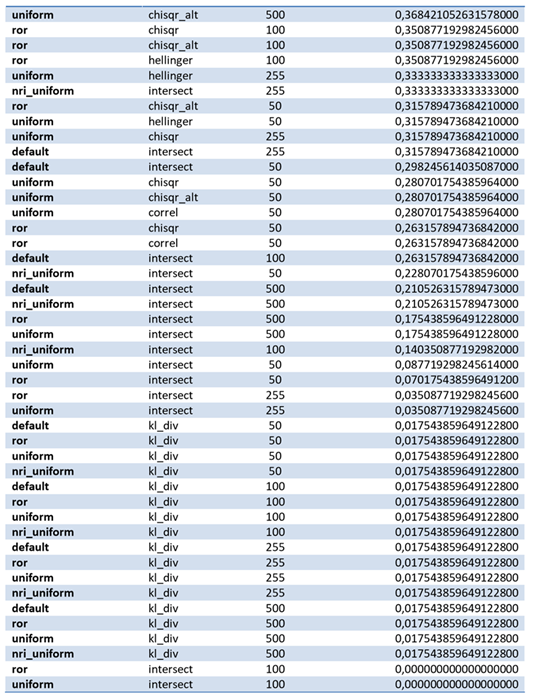 uniform chisqr_alt 500 0,368421052631578000
ror chisqr 100 0,350877192982456000
ror chisqr_alt 100 0,350877192982456000
ror hellinger 100 0,350877192982456000
uniform hellinger 255 0,333333333333333000
nri_uniform intersect 255 0,333333333333333000
ror chisqr_alt 50 0,315789473684210000
uniform hellinger 50 0,315789473684210000
uniform chisqr 255 0,315789473684210000
default intersect 255 0,315789473684210000
default intersect 50 0,298245614035087000
uniform chisqr 50 0,280701754385964000
uniform chisqr_alt 50 0,280701754385964000
uniform correl 50 0,280701754385964000
ror chisqr 50 0,263157894736842000
ror correl 50 0,263157894736842000
default intersect 100 0,263157894736842000
nri_uniform intersect 50 0,228070175438596000
default intersect 500 0,210526315789473000
nri_uniform intersect 500 0,210526315789473000
ror intersect 500 0,175438596491228000
uniform intersect 500 0,175438596491228000
nri_uniform intersect 100 0,140350877192982000
uniform intersect 50 0,087719298245614000
ror intersect 50 0,070175438596491200
ror intersect 255 0,035087719298245600
uniform intersect 255 0,035087719298245600
default kl_div 50 0,017543859649122800
ror kl_div 50 0,017543859649122800
uniform kl_div 50 0,017543859649122800
nri_uniform kl_div 50 0,017543859649122800
default kl_div 100 0,017543859649122800
ror kl_div 100 0,017543859649122800
uniform kl_div 100 0,017543859649122800
nri_uniform kl_div 100 0,017543859649122800
default kl_div 255 0,017543859649122800
ror kl_div 255 0,017543859649122800
uniform kl_div 255 0,017543859649122800
nri_uniform kl_div 255 0,017543859649122800
default kl_div 500 0,017543859649122800
ror kl_div 500 0,017543859649122800
uniform kl_div 500 0,017543859649122800
nri_uniform kl_div 500 0,017543859649122800
ror intersect 100 0,000000000000000000
uniform intersect 100 0,000000000000000000